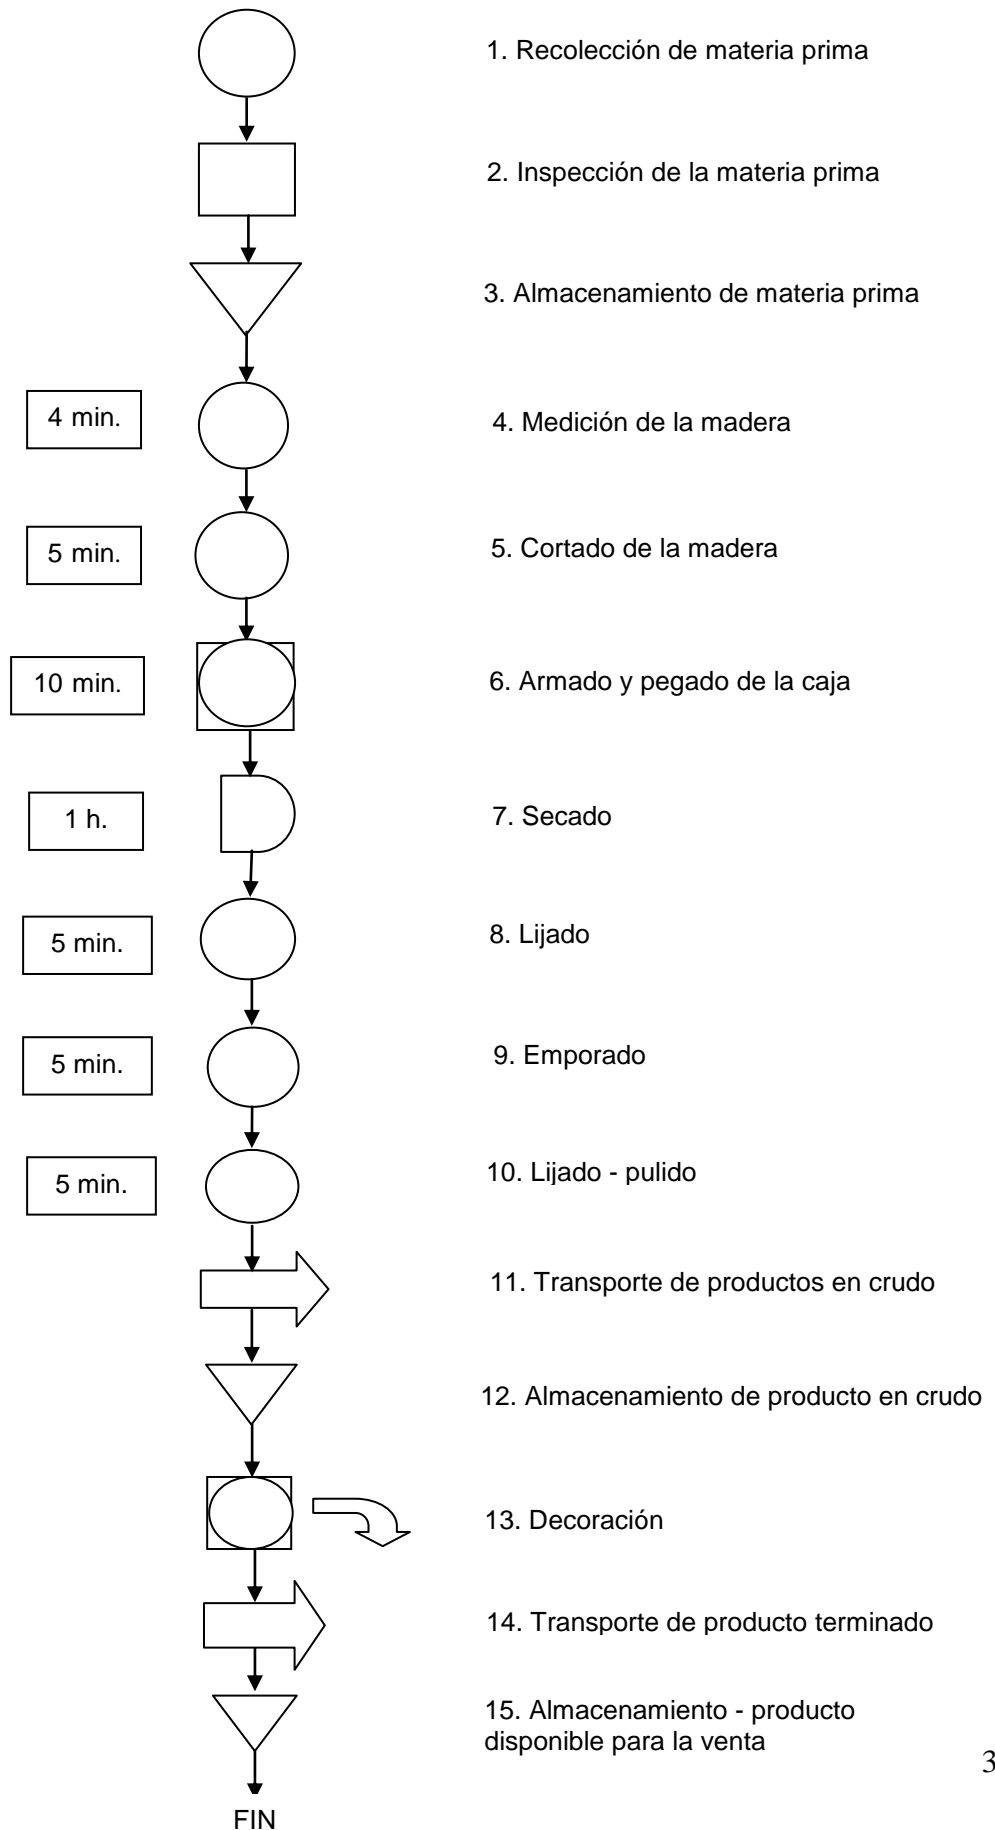 1. Recolección de materia prima
2. Inspección de la materia prima
3. Almacenamiento de materia prima
4 min.
4. Medición de la madera
5 min.
5. Cortado de la madera
10 min.
6. Armado y pegado de la caja
1 h.
7. Secado
5 min.
8. Lijado
5 min.
9. Emporado
5 min.
10. Lijado - pulido
11. Transporte de productos en crudo
12. Almacenamiento de producto en crudo
13. Decoración
14. Transporte de producto terminado
15. Almacenamiento - producto
disponible para la venta
3
FIN